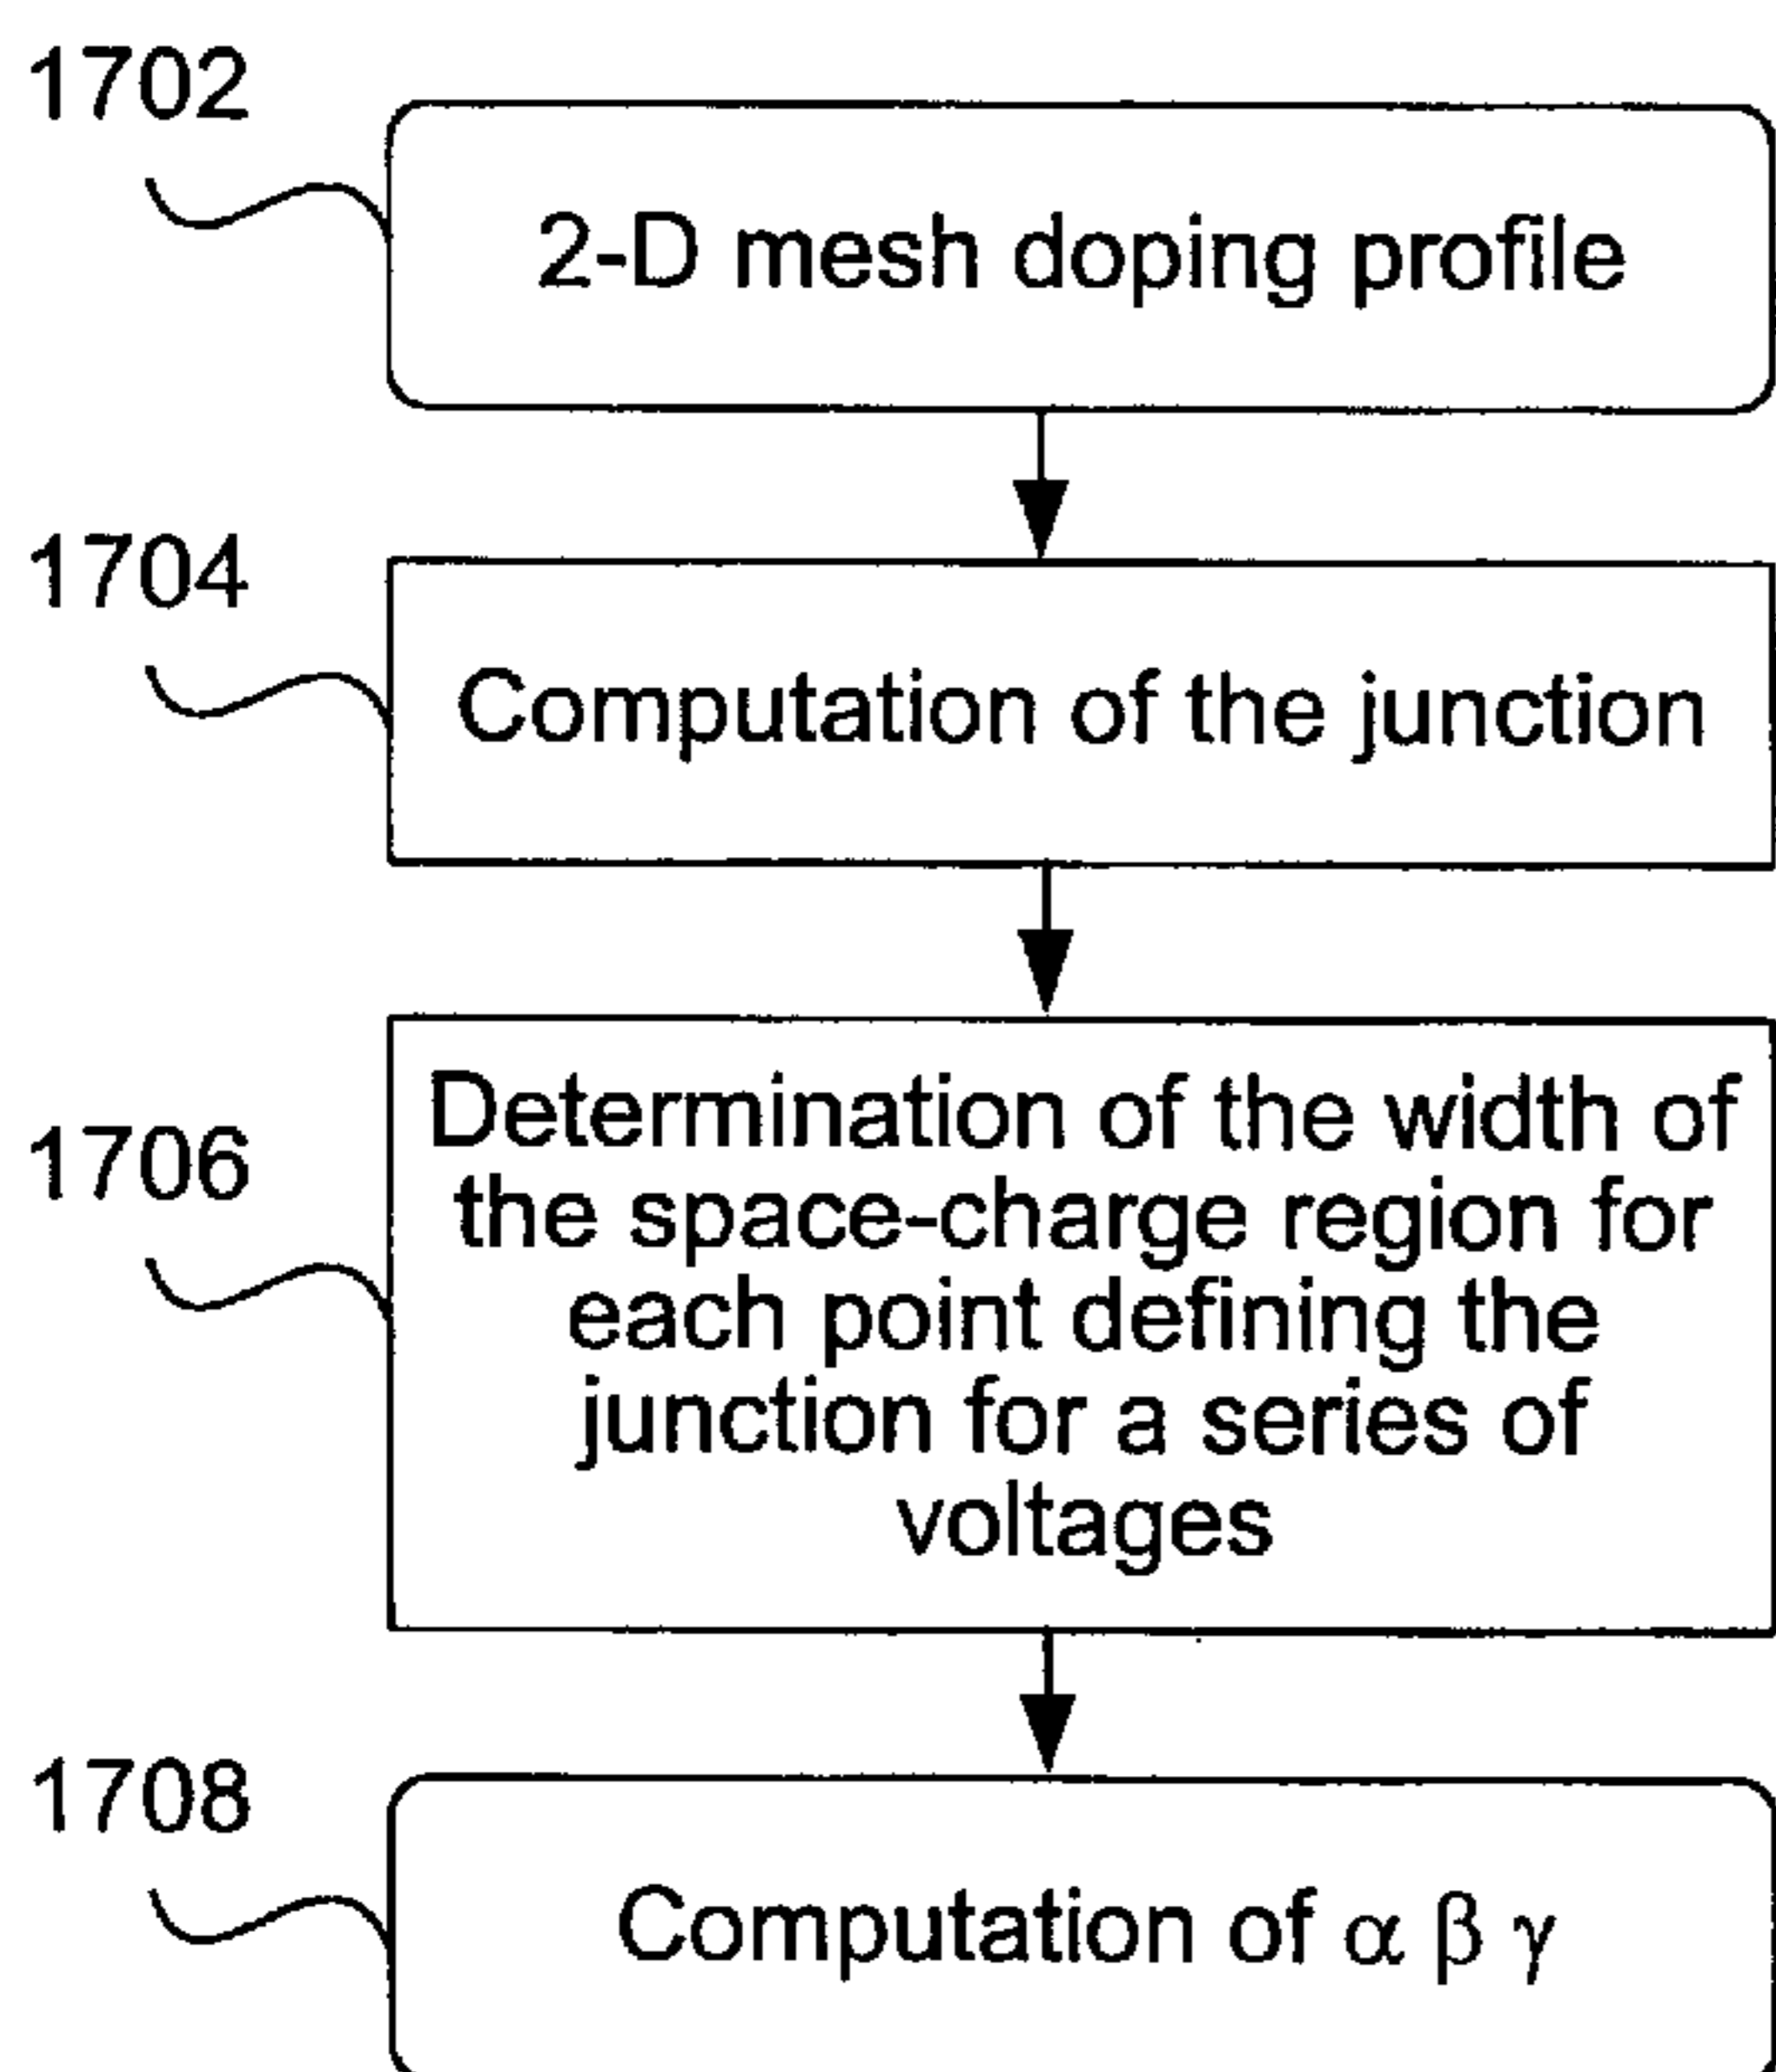 1702
2-D mesh doping profile
1704
Computation of the junction
1706
Determination of the width of
the space-charge region for
each point defining the
junction for a series of
voltages
1708
Computation of α β γ